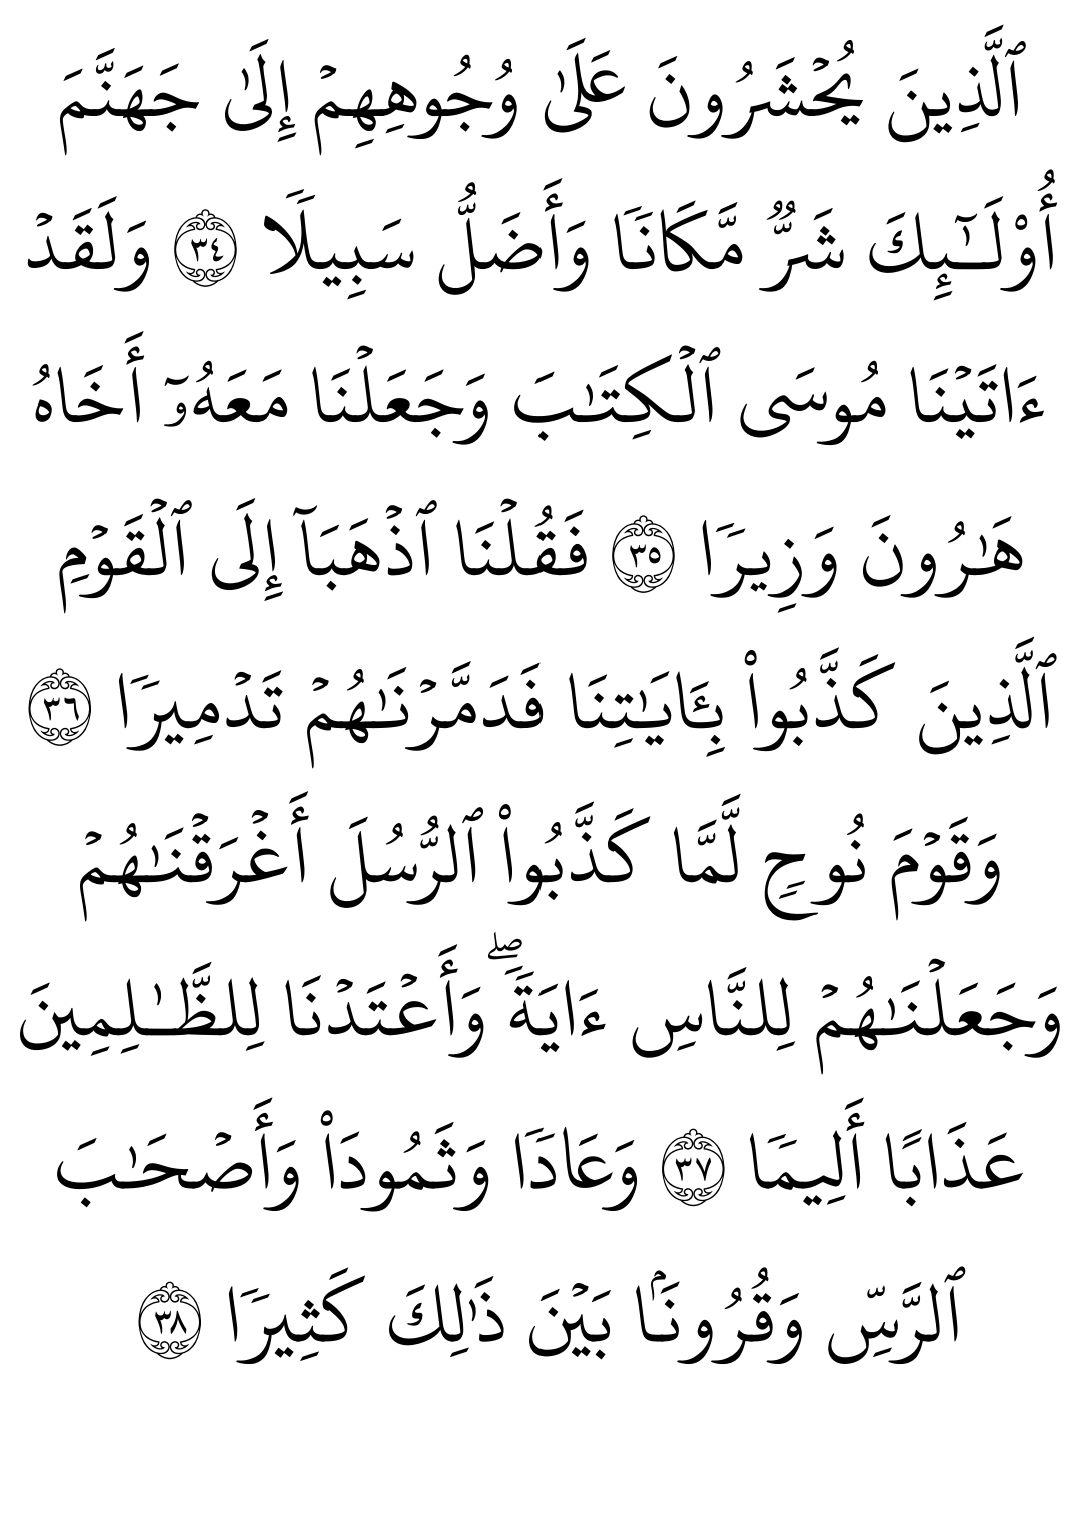 ٱلَّذِينَ يُحۡشَرُونَ عَلَىٰ وُجُوهِهِمۡ إِلَىٰ جَهَنَّمَ
أُوْلَـٰٓئِكَ شَرࣱّ مَّكَانࣰا وَأَضَلُّ سَبِيلࣰا ٣٤ وَلَقَدۡ
ءَاتَيۡنَا مُوسَى ٱلۡكِتَـٰبَ وَجَعَلۡنَا مَعَهُۥۤ أَخَاهُ
هَـٰرُونَ وَزِيرࣰا ٣٥ فَقُلۡنَا ٱذۡهَبَاۤ إِلَى ٱلۡقَوۡمِ
ٱلَّذِينَ كَذَّبُواْ بِـَٔايَـٰتِنَا فَدَمَّرۡنَـٰهُمۡ تَدۡمِيرࣰا ٣٦
وَقَوۡمَ نُوحࣲ لَّمَّا كَذَّبُواْ ٱلرُّسُلَ أَغۡرَقۡنَـٰهُمۡ
وَجَعَلۡنَـٰهُمۡ لِلنَّاسِ ءَايَةࣰۖ وَأَعۡتَدۡنَا لِلظَّـٰلِمِينَ
عَذَابًا أَلِيمࣰا ٣٧ وَعَادࣰا وَثَمُودَاْ وَأَصۡحَـٰبَ
ٱلرَّسِّ وَقُرُونَۢا بَيۡنَ ذَٰلِكَ كَثِيرࣰا ٣٨